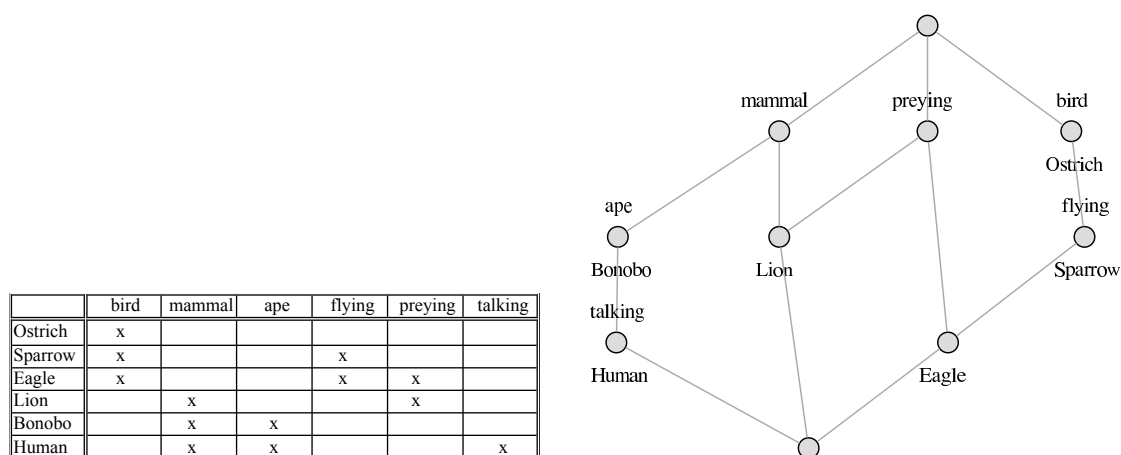 bird mammal ape flying preying talking
Ostrich x
Sparrow x x
Eagle x x x
Lion x x
Bonobo x x
Human x x x
mammal preying bird
Ostrich
ape flying
Bonobo Lion Sparrow
talking
Human Eagle